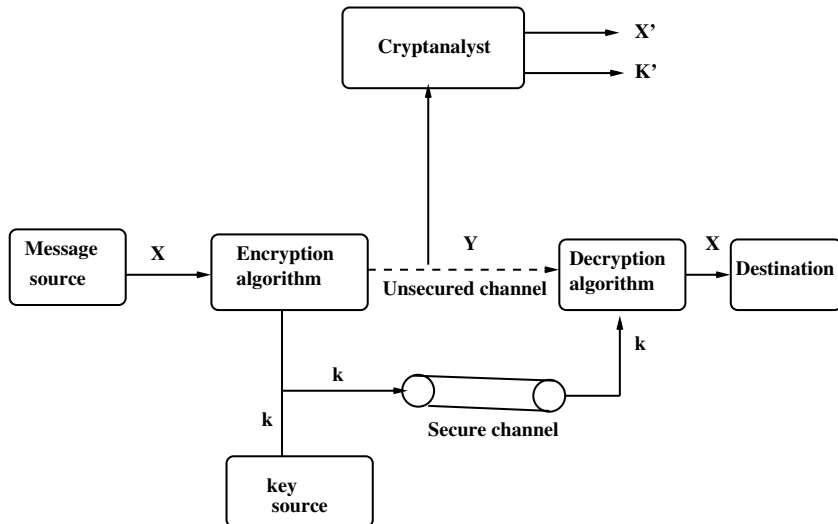 Cryptanalyst
X’
K’
Message
source
X
Encryption
algorithm
Y
Unsecured channel
Decryption
algorithm
X
Destination
k
k
k
Secure channel
key
source